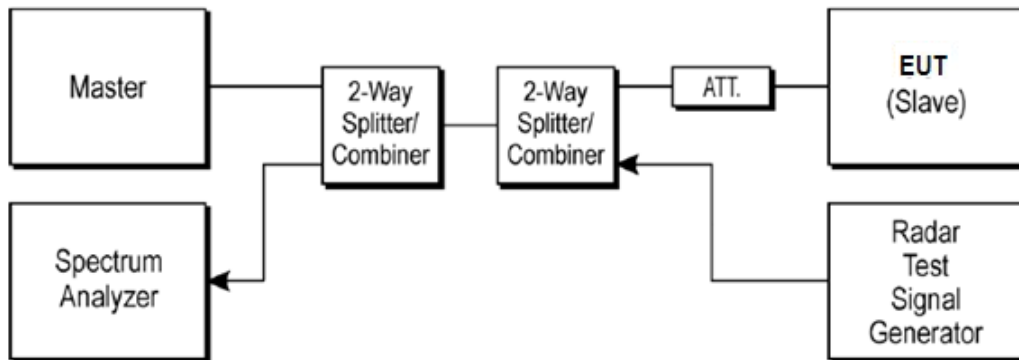 Master
2-Way
Splitter/
Combiner
2-Way
Splitter/
Combiner
ATT.
EUT
(Slave)
Spectrum
Analyzer
Radar
Test
Signal
Generator